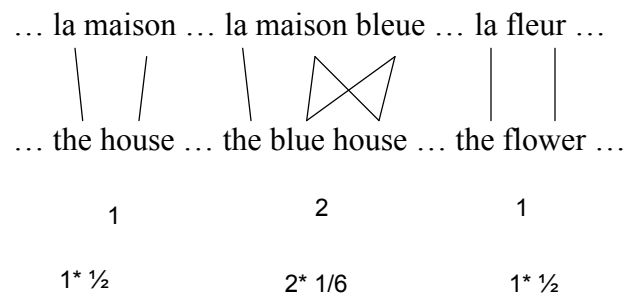 … la maison … la maison bleue … la fleur …
… the house … the blue house … the flower …
1 2 1
1* ½ 2* 1/6 1* ½